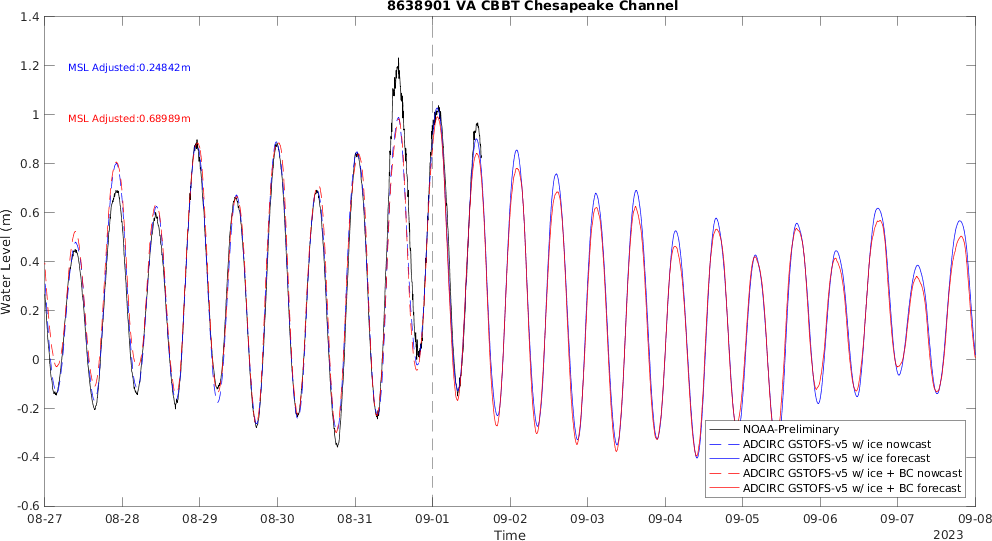 8638901 VA CBBT Chesapeake Channel
1.4
1.2
1
0.8
0.6
0.4
0.2
0
-0.2
-0.4
-0.6
Water Level (m)
MSL Adjusted:0.24842m
MSL Adjusted:0.68989m
NOAA-Preliminary
ADCIRC GSTOFS-v5 w/ ice nowcast
ADCIRC GSTOFS-v5 w/ ice forecast
ADCIRC GSTOFS-v5 w/ ice + BC nowcast
ADCIRC GSTOFS-v5 w/ ice + BC forecast
08-27 08-28 08-29 08-30 08-31 09-01 09-02 09-03 09-04 09-05 09-06 09-07 09-08
Time
2023